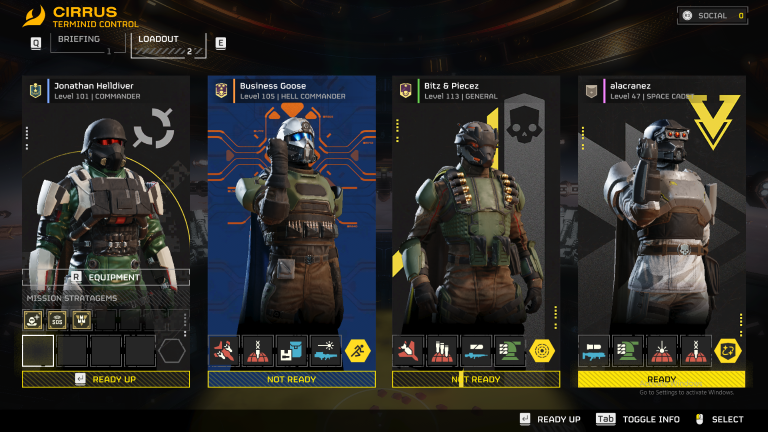 CIRRUS
TERMINID CONTROL
SOCIAL 0
Q BRIEFING 1 LOADOUT 2 E
Jonathan Helldiver
Level 101 | COMMANDER
Business Goose
Level 105 | HELL COMMANDER
Bitz & Piecez
Level 113 | GENERAL
alacranez
Level 47 | SPACE
R EQUIPMENT
MISSION STRATAGEMS
SOS
READY UP
NOT READY
NOT READY
READY
Go to Settings to activate Windows.
READY UP Tab TOGGLE INFO SELECT